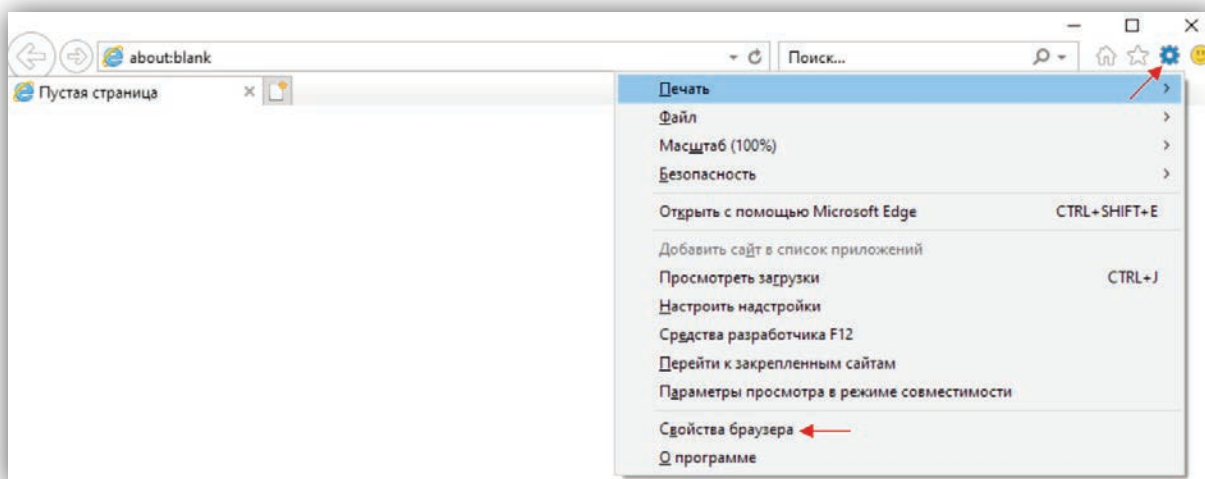 about:blank
Поиск...
Пустая страница
Печать
Файл
Масштаб (100%)
Безопасность
Открыть с помощью Microsoft Edge CTRL+SHIFT+E
Добавить сайт в список приложений
Просмотреть загрузки CTRL+J
Настроить надстройки
Средства разработчика F12
Перейти к закрепленным сайтам
Параметры просмотра в режиме совместимости
Свойства браузера
О программе